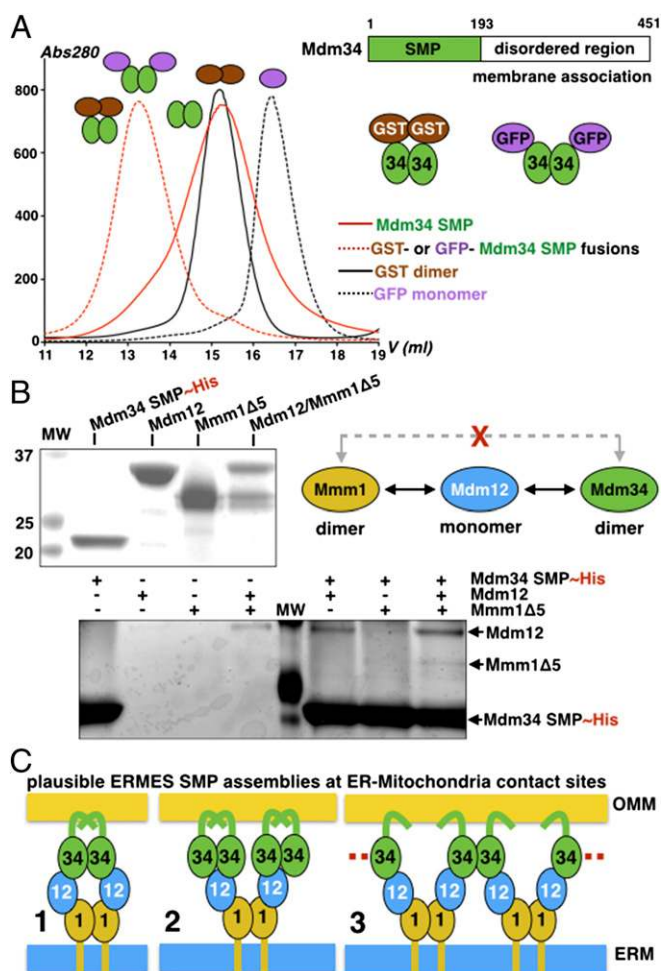 A
Abs280
800
600
400
200
0
11 12 13 14 15 16 17 18 19 V (ml)
1 193 451
Mdm34 SMP disordered region
membrane association
GST GST GFP GFP
34 34 34 34
Mdm34 SMP
GST- or GFP- Mdm34 SMP fusions
GST dimer
GFP monomer
B
MW Mdm34 SMP~His Mdm12 Mmm1Δ5 Mdm12/Mmm1Δ5
37
25
20
X
Mmm1 Mdm12 Mdm34
dimer monomer dimer
+ - - - + + + Mdm34 SMP~His
- + - + + - + Mdm12
- - + + MW - + + Mmm1Δ5
Mdm12
Mmm1Δ5
Mdm34 SMP~His
C
plausible ERMES SMP assemblies at ER-Mitochondria contact sites
OMM
34 34 34 34 34 34 34 34 34 34
12 12 12 12 12 12 12 12
1 1 1 2 1 1 3 1 1 1 1
ERM